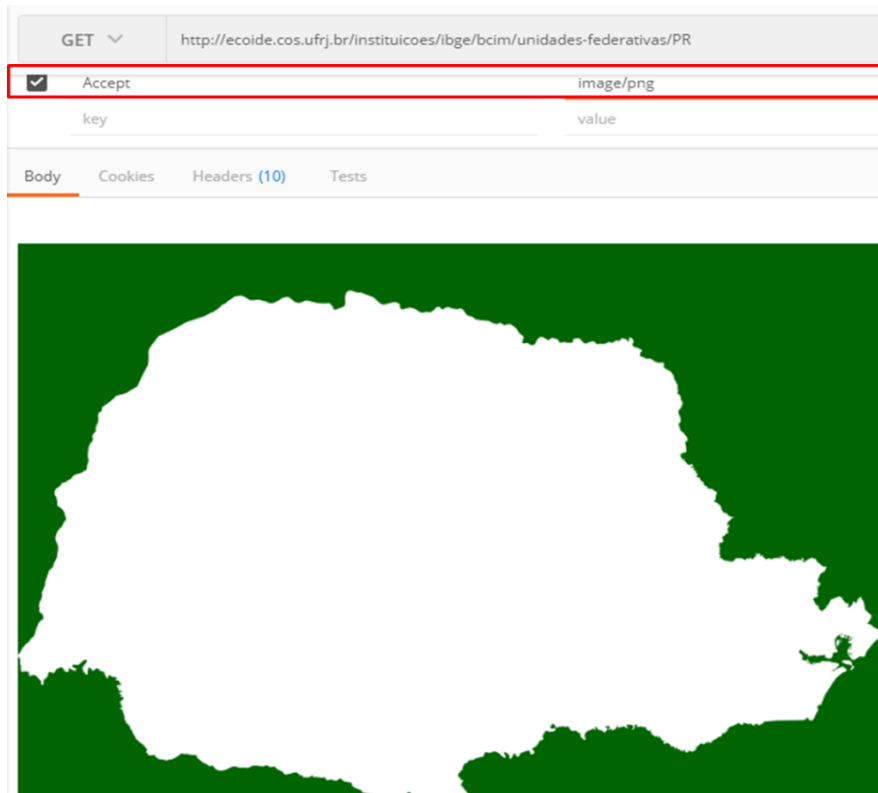 GET http://ecoide.cos.ufrj.br/instituicoes/ibge/bcim/unidades-federativas/PR
Accept image/png
key value
Body Cookies Headers (10) Tests